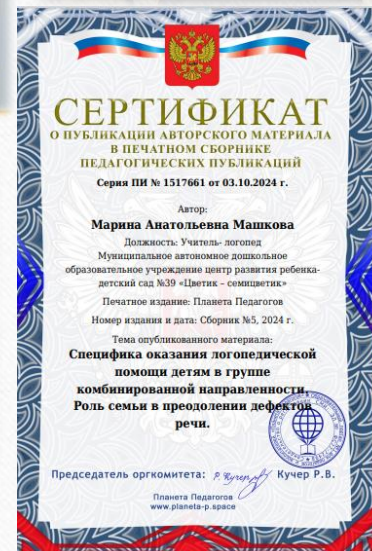 СЕРТИФИКАТ
О ПУБЛИКАЦИИ АВТОРСКОГО МАТЕРИАЛА
В ПЕЧАТНОМ СБОРНИКЕ
ПЕДАГОГИЧЕСКИХ ПУБЛИКАЦИЙ
Серия ПИ № 1517661 от 03.10.2024 г.
Автор:
Марина Анатольевна Машкова
Должность: Учитель- логопед
Муниципальное автономное дошкольное
образовательное учреждение центр развития ребенка-
детский сад №39 «Цветик – семицветик»
Печатное издание: Планета Педагогов
Номер издания и дата: Сборник №5, 2024 г.
Тема опубликованного материала:
Специфика оказания логопедической
помощи детям в группе
комбинированной направленности.
Роль семьи в преодолении дефектов
речи.
Председатель оргкомитета: Р. Кучер Кучер Р.В.
Планета Педагогов
www.planeta-p.space